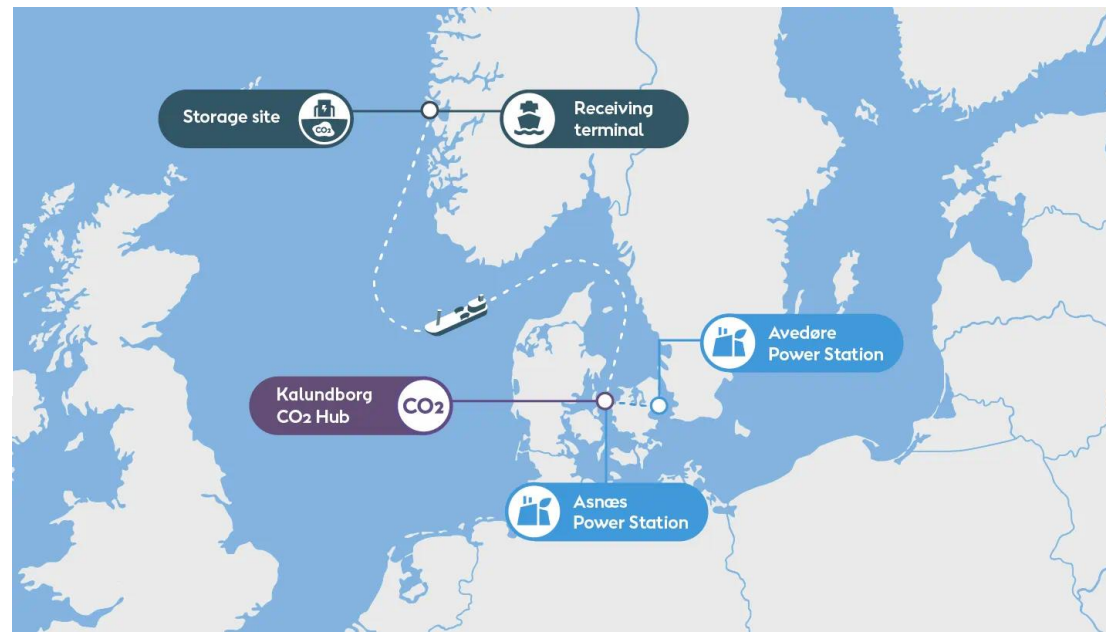 Storage site
CO2
Receiving
terminal
Avedøre
Power Station
Kalundborg
CO2 Hub
CO2
Asnæs
Power Station